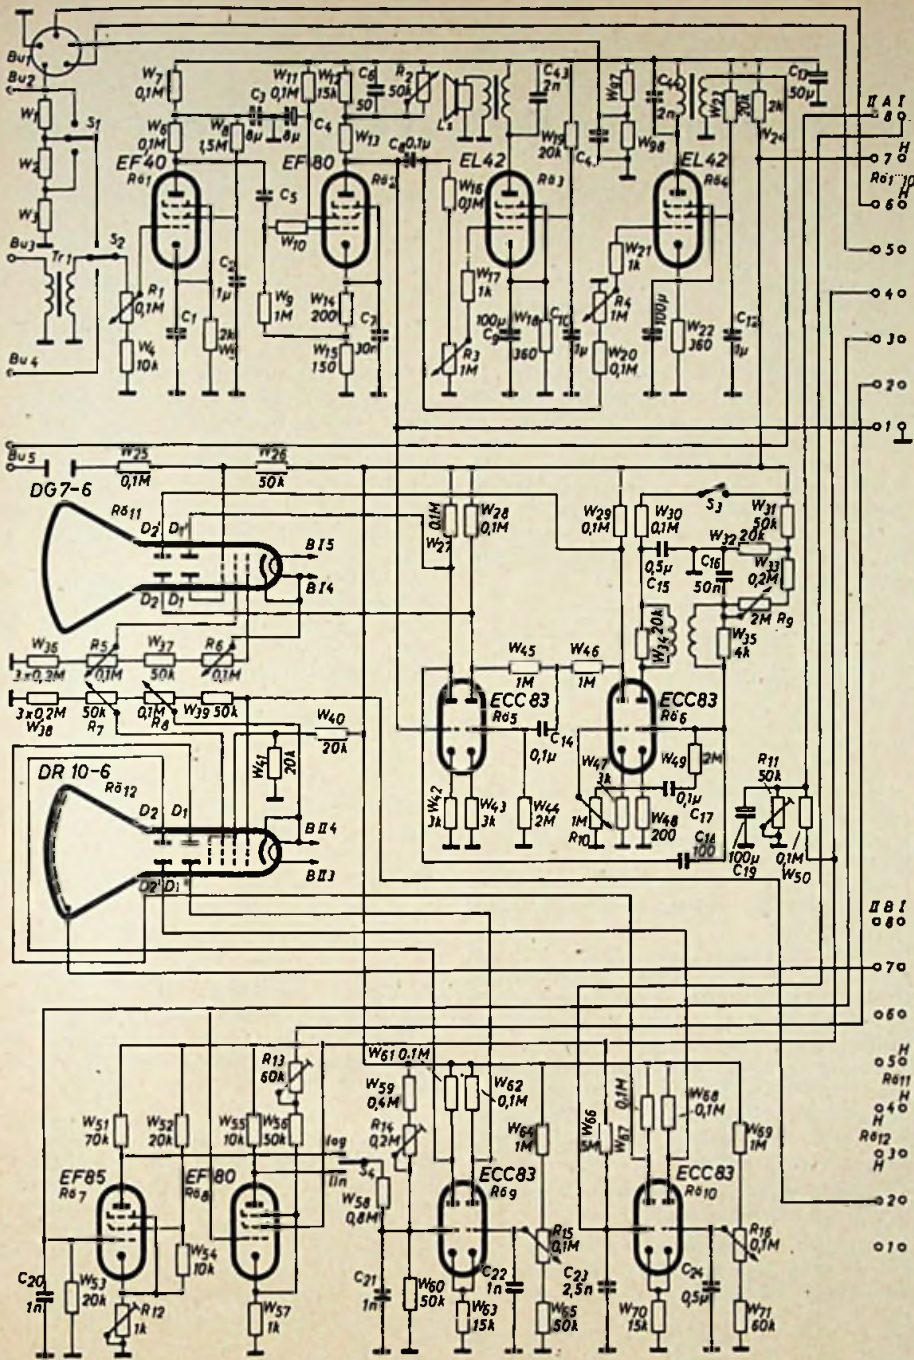 Bu1
Bu2
W1
S1
W2
W3
Bu3
Tr1
S2
Bu4
R1
0,1M
W4
10k
W7
0,1M
W6
0,1M
W8
1,5M
C3
8µ
8µ
C4
EF40
Rö1
C1
2k
C2
1µ
W11
0,1M
15k
C6
50
R2
50k
W13
EF80
Rö2
C5
W10
W9
1M
W14
200
W15
150
C7
30n
C8
0,1µ
Ls
C43
2n
W16
0,1M
EL42
Rö3
W19
20k
W17
1k
R3
1M
100µ
C9
W18
360
C10
1µ
W97
W98
C44
2n
EL42
Rö4
W21
1k
R4
1M
W20
0,1M
100µ
W22
360
C12
1µ
W23
20k
2k
W24
50µ
II A I
8
7
H
Rö1...10
H
6
5
4
3
2
1
Bu5
W25
0,1M
W26
50k
DG7-6
Rö11
D2'
D1'
D2
D1
BI5
BI4
W36
3x0,2M
R5
0,1M
W37
50k
R6
0,1M
3x0,2M
W38
50k
R7
0,1M
R8
W39
50k
W40
20k
W41
20k
DR10-6
Rö12
D2
D1
D2'
D1'
BII4
BII3
0,1M
W27
W28
0,1M
W29
0,1M
W30
0,1M
S3
W31
50k
W32
20k
0,5µ
C15
C16
50n
W33
0,2M
2M
R9
W34
20k
W35
4k
W45
1M
W46
1M
ECC83
Rö5
C14
0,1µ
ECC83
Rö6
W49
2M
W42
3k
W43
3k
W44
2M
1M
R10
W47
3k
W48
200
0,1µ
C17
C18
100
R11
50k
100µ
C19
0,1M
W50
II B I
8
7
6
5
H
Rö11
4
H
Rö12
3
H
2
1
R13
60k
W51
70k
W52
20k
W55
10k
W56
50k
log
lin
S4
EF85
Rö7
EF80
Rö8
W54
10k
C20
1n
W53
20k
R12
1k
W57
1k
W61
0.1M
W62
0,1M
W59
0,4M
R14
0,2M
W58
0,8M
ECC83
Rö9
C21
1n
W60
50k
W63
15k
C22
1n
W64
1M
R15
0,1M
W65
50k
W66
5M
0,1M
W67
W68
0,1M
ECC83
Rö10
C23
2,5n
W70
15k
C24
0,5µ
W69
1M
R16
0,1M
W71
60k